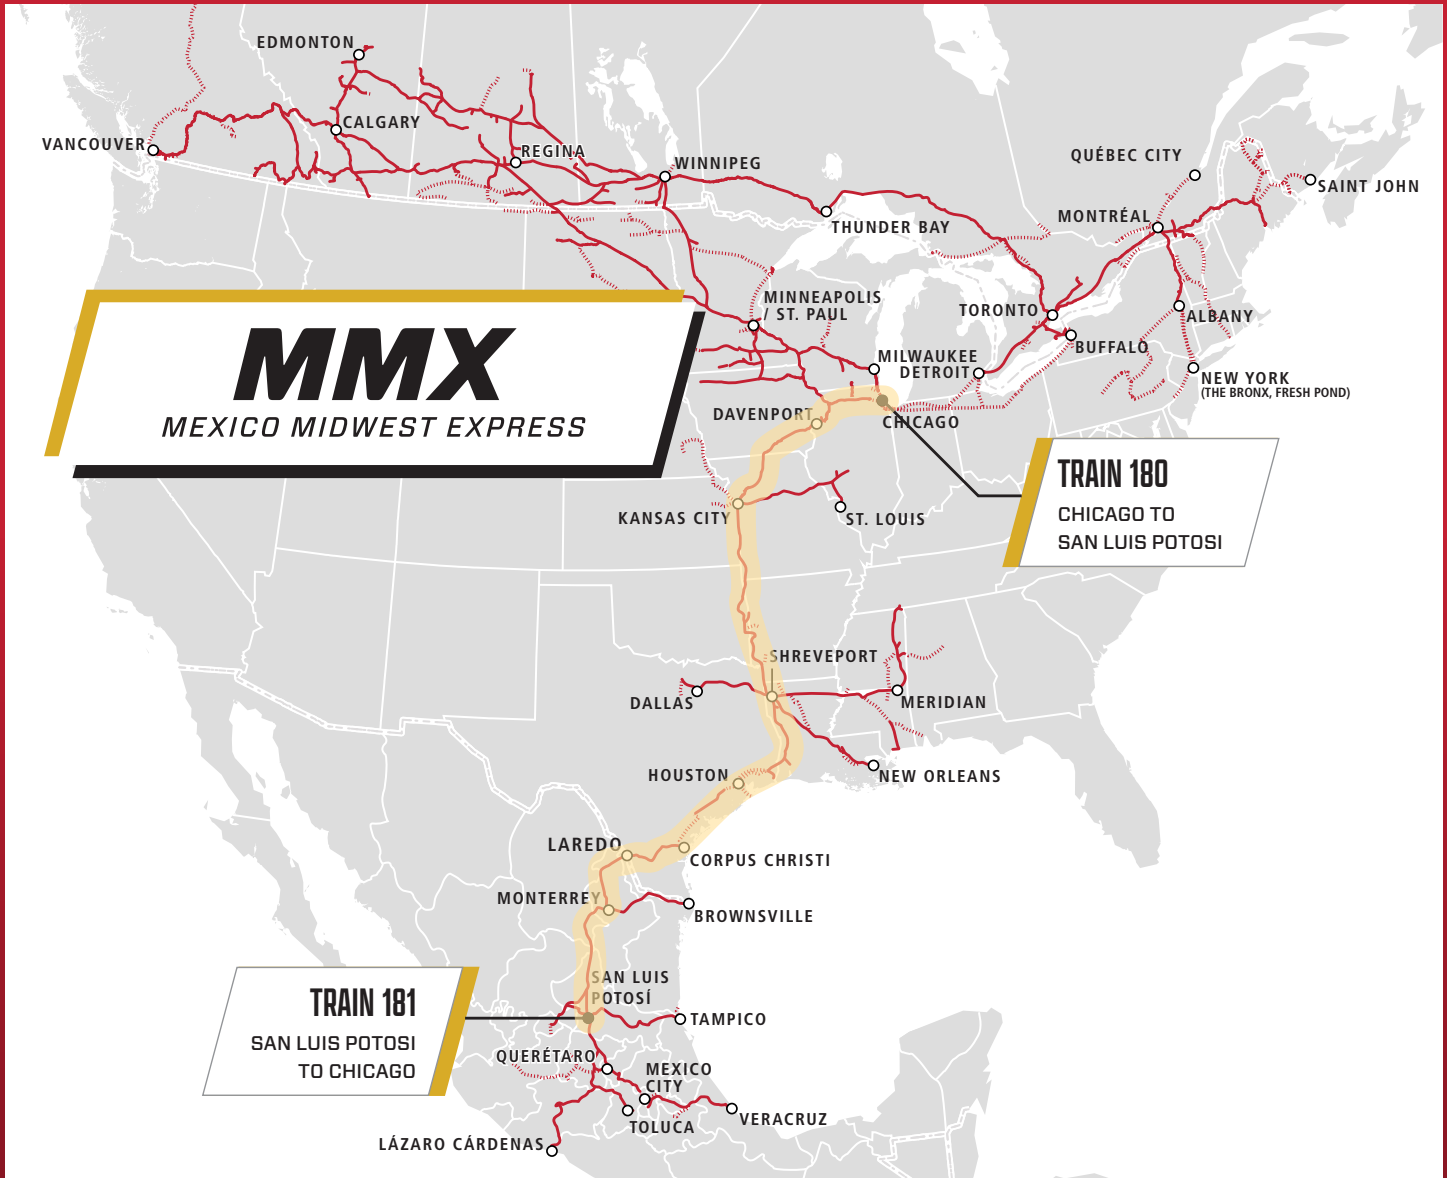 EDMONTON
CALGARY
VANCOUVER
REGINA
WINNIPEG
QUÉBEC CITY
SAINT JOHN
MONTRÉAL
THUNDER BAY
MINNEAPOLIS
/ ST. PAUL
TORONTO
ALBANY
BUFFALO
MMX
MEXICO MIDWEST EXPRESS
MILWAUKEE
DETROIT
NEW YORK
(THE BRONX, FRESH POND)
DAVENPORT
CHICAGO
TRAIN 180
CHICAGO TO
SAN LUIS POTOSI
KANSAS CITY
ST. LOUIS
SHREVEPORT
DALLAS
MERIDIAN
HOUSTON
NEW ORLEANS
LAREDO
CORPUS CHRISTI
MONTERREY
BROWNSVILLE
SAN LUIS
POTOSÍ
TRAIN 181
SAN LUIS POTOSI
TO CHICAGO
TAMPICO
QUERÉTARO
MEXICO
CITY
TOLUCA
VERACRUZ
LÁZARO CÁRDENAS